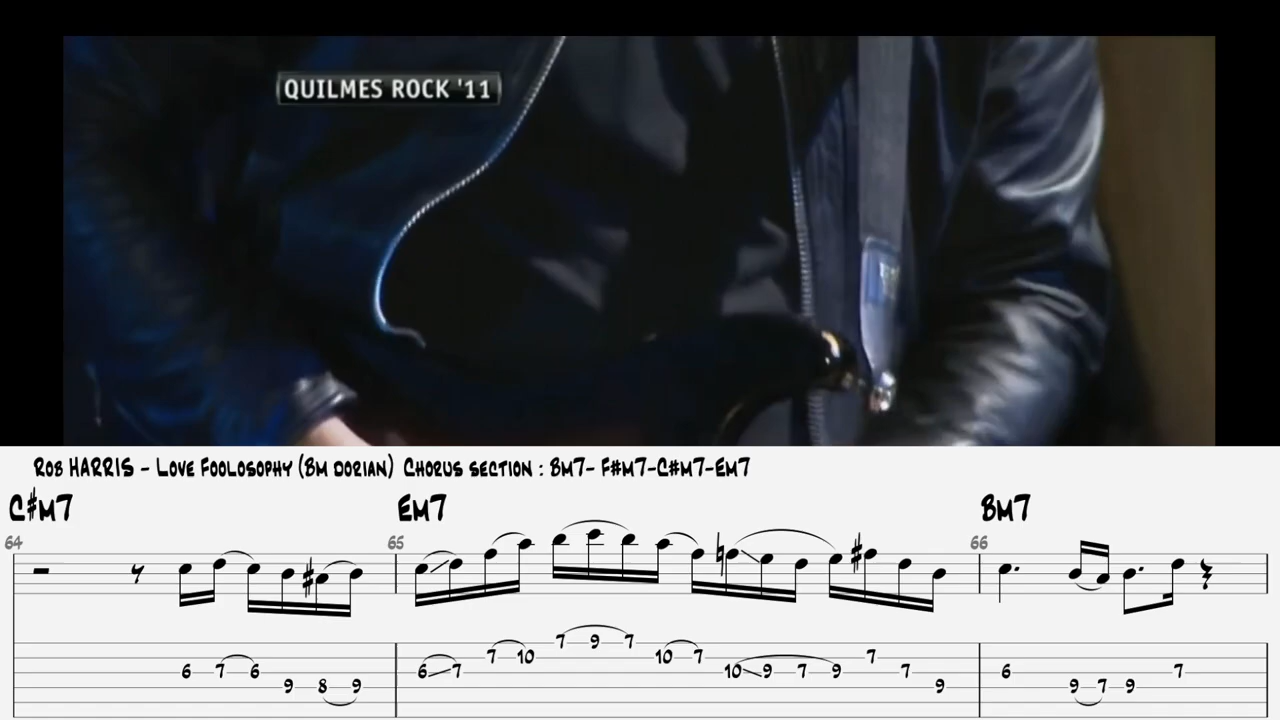 QUILMES ROCK '11
ROB HARRIS - LOVE FOOLOSOPHY (BM DORIAN) CHORUS SECTION : BM7- F#M7-C#M7-EM7
C#M7 EM7 BM7
64 65 66
7 9 7
7 10 10 7 7
6 7 6 6 7 10 9 7 9 7 6 7
9 8 9 9 9 7 9